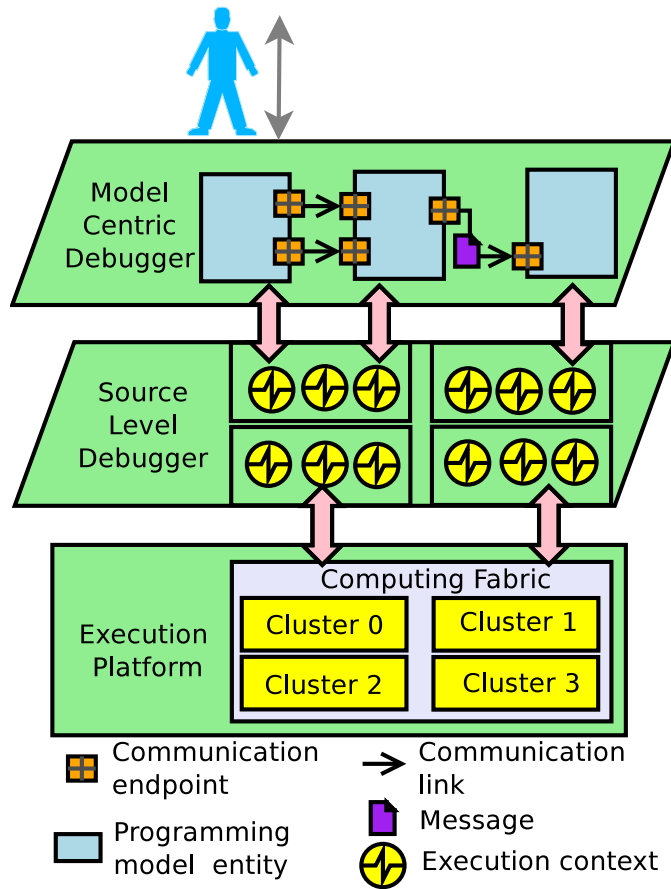 Model
Centric
Debugger
Source
Level
Debugger
Execution
Platform
Computing Fabric
Cluster 0
Cluster 1
Cluster 2
Cluster 3
Communication
endpoint
Communication
link
Programming
model entity
Message
Execution context